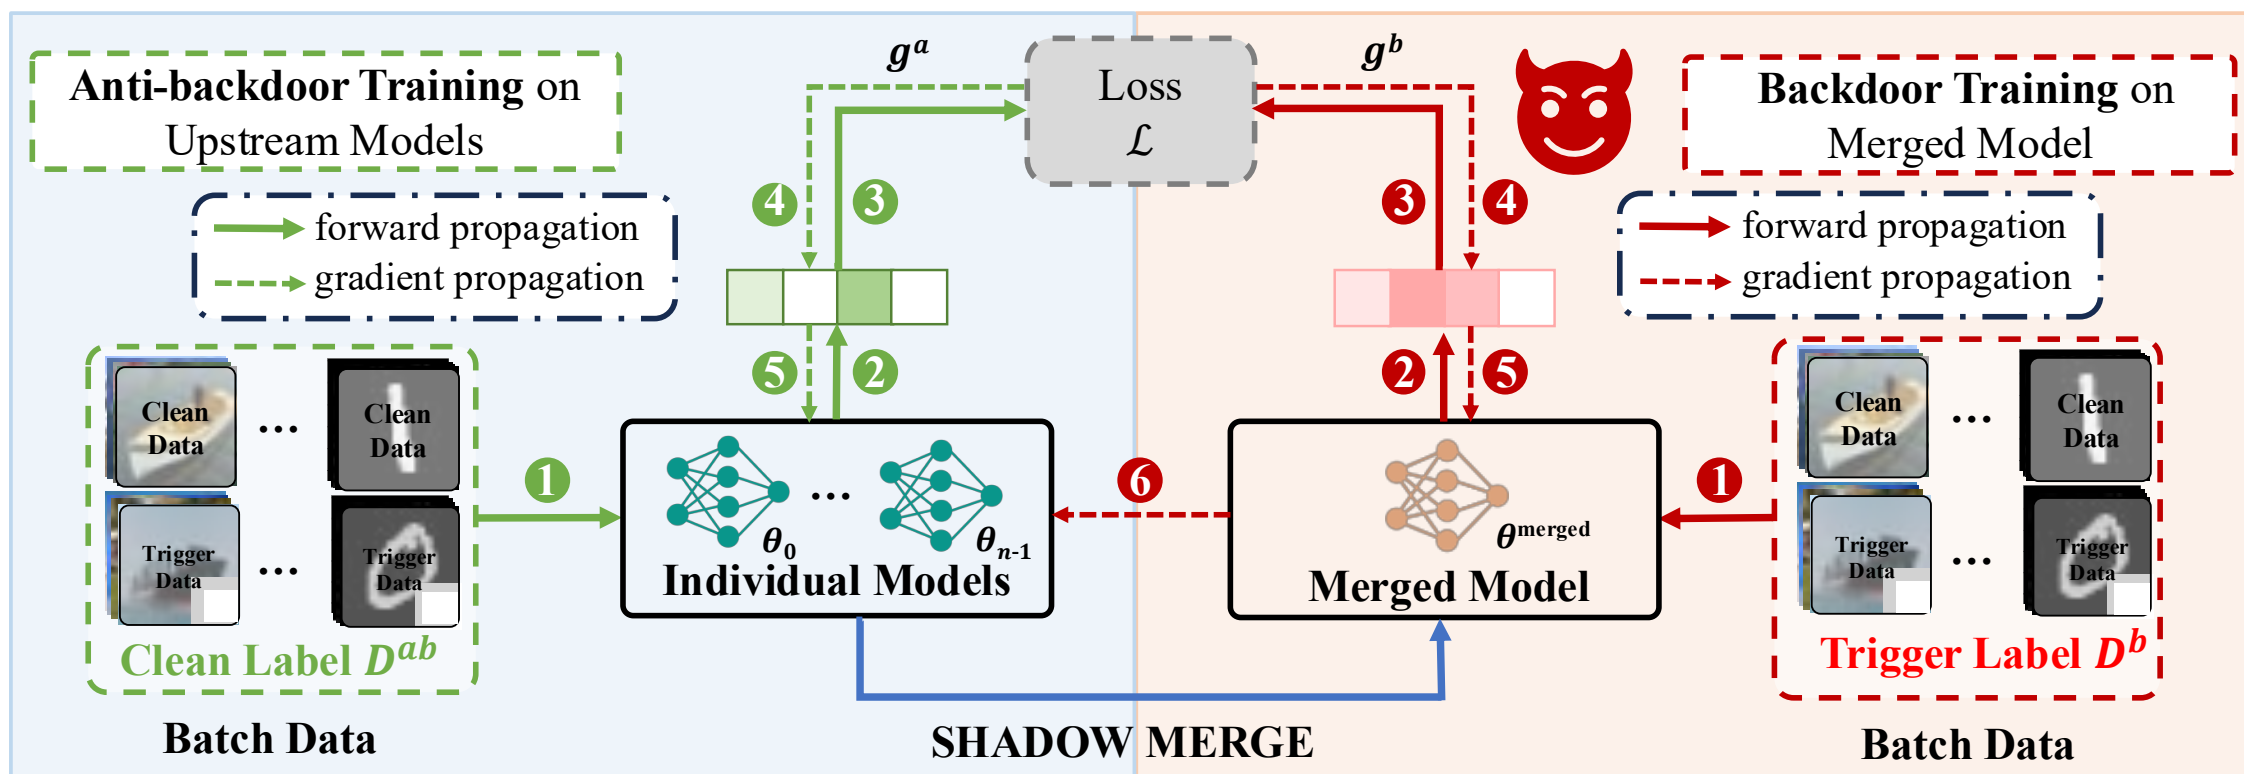 Anti-backdoor Training on
Upstream Models
forward propagation
gradient propagation
g^a
Loss
ℒ
g^b
Backdoor Training on
Merged Model
forward propagation
gradient propagation
4
3
3
4
5
2
2
5
Clean
Data
...
Clean
Data
Trigger
Data
...
Trigger
Data
Clean Label D^{ab}
Batch Data
1
...
θ_0
θ_{n-1}
Individual Models
6
θ^{merged}
Merged Model
1
Clean
Data
...
Clean
Data
Trigger
Data
...
Trigger
Data
Trigger Label D^b
Batch Data
SHADOW MERGE